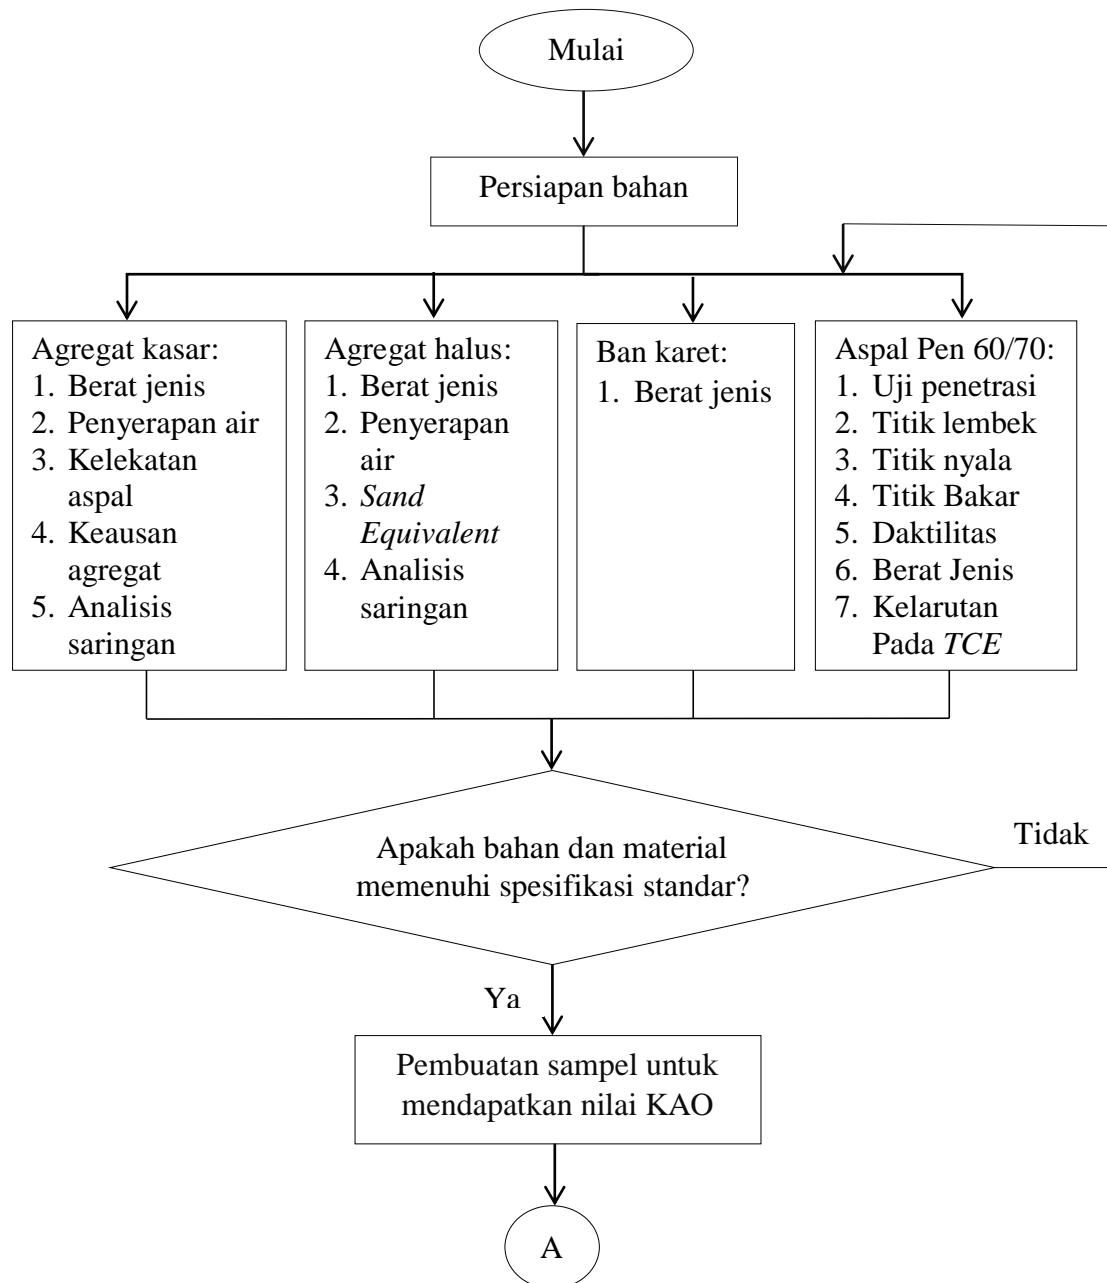 Mulai
Persiapan bahan
Agregat kasar:
1. Berat jenis
2. Penyerapan air
3. Kelekatan
aspal
4. Keausan
agregat
5. Analisis
saringan
Agregat halus:
1. Berat jenis
2. Penyerapan
air
3. Sand
Equivalent
4. Analisis
saringan
Ban karet:
1. Berat jenis
Aspal Pen 60/70:
1. Uji penetrasi
2. Titik lembek
3. Titik nyala
4. Titik Bakar
5. Daktilitas
6. Berat Jenis
7. Kelarutan
Pada TCE
Apakah bahan dan material
memenuhi spesifikasi standar?
Tidak
Ya
Pembuatan sampel untuk
mendapatkan nilai KAO
A